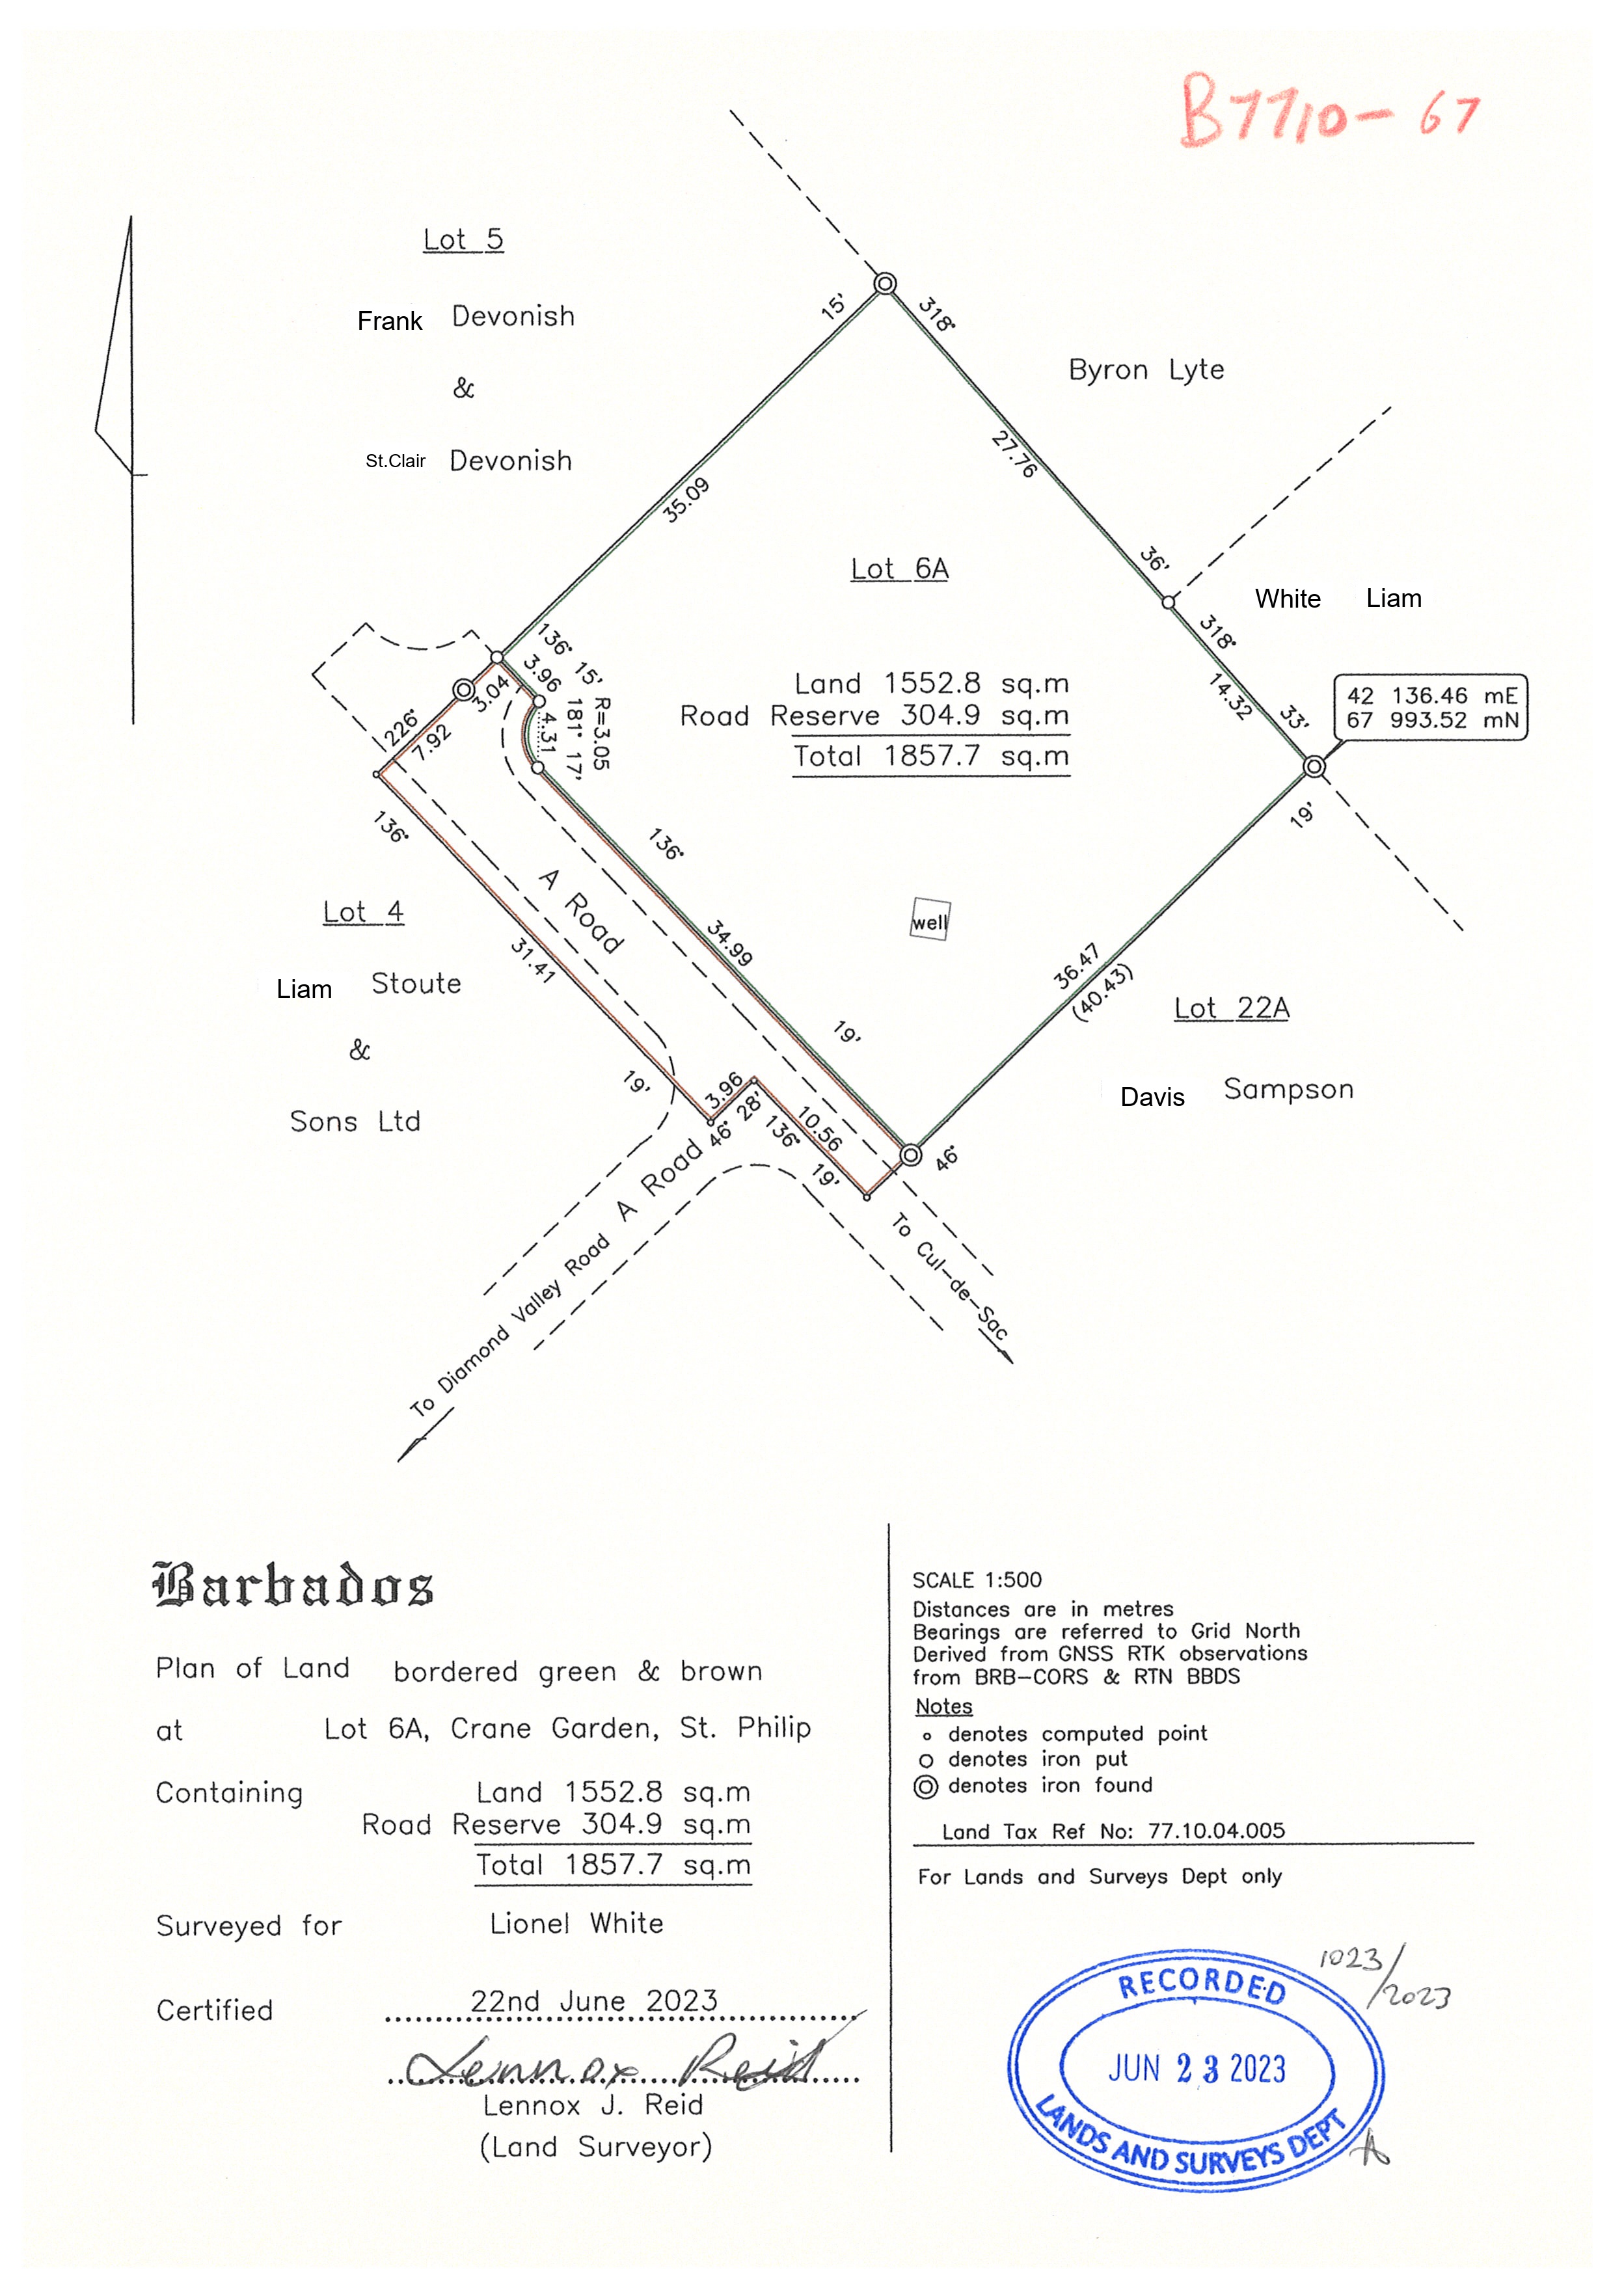 B7710-67
Lot 5
Frank Devonish
&
St.Clair Devonish
15'
318°
Byron Lyte
27.76
35.09
36'
Lot 6A
White Liam
318°
14.32
33'
42 136.46 mE
67 993.52 mN
Land 1552.8 sq.m
Road Reserve 304.9 sq.m
Total 1857.7 sq.m
136° 15'
3.96
3.04
R=3.05
181° 17'
4.31
226°
7.92
19'
136°
136°
A Road
Lot 4
well
34.99
31.41
36.47
(40.43)
Liam Stoute
&
Sons Ltd
Lot 22A
Davis Sampson
19'
19'
3.96
46° 28'
10.56
136° 19'
46°
A Road
To Diamond Valley Road
To Cul-de-Sac
Barbados
Plan of Land bordered green & brown
at Lot 6A, Crane Garden, St. Philip
Containing Land 1552.8 sq.m
Road Reserve 304.9 sq.m
Total 1857.7 sq.m
Surveyed for Lionel White
Certified 22nd June 2023
Lennox Reid
Lennox J. Reid
(Land Surveyor)
SCALE 1:500
Distances are in metres
Bearings are referred to Grid North
Derived from GNSS RTK observations
from BRB-CORS & RTN BBDS
Notes
denotes computed point
denotes iron put
denotes iron found
Land Tax Ref No: 77.10.04.005
For Lands and Surveys Dept only
1023/2023
RECORDED
JUN 23 2023
LANDS AND SURVEYS DEPT